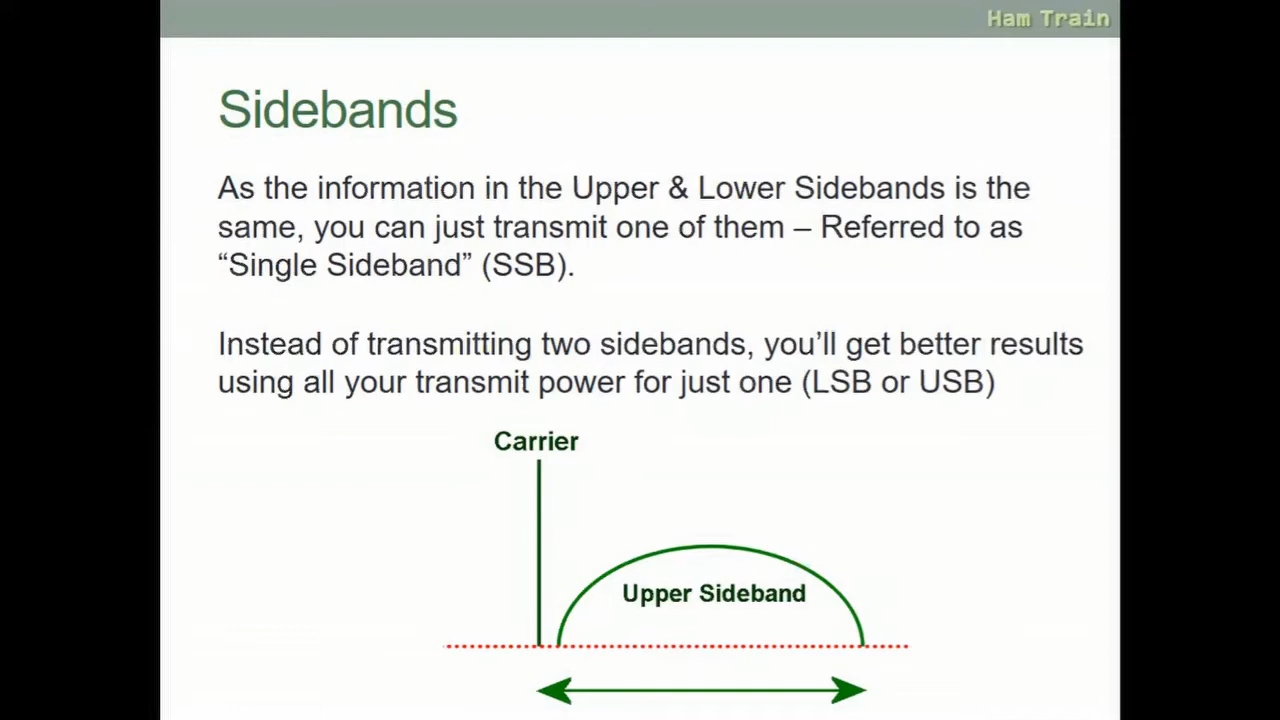 Ham Train
Sidebands
As the information in the Upper & Lower Sidebands is the
same, you can just transmit one of them – Referred to as
“Single Sideband” (SSB).
Instead of transmitting two sidebands, you’ll get better results
using all your transmit power for just one (LSB or USB)
Carrier
Upper Sideband